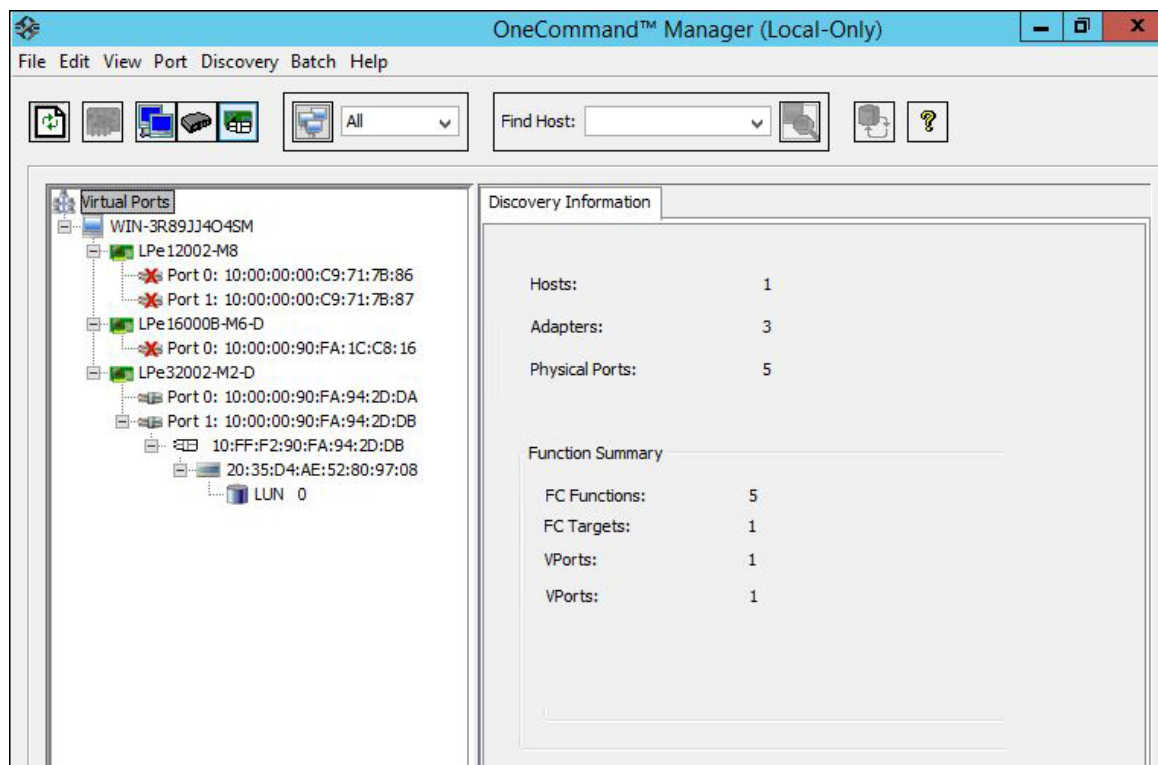 OneCommand™ Manager (Local-Only)
File Edit View Port Discovery Batch Help
All
Find Host:
Virtual Ports
WIN-3R89JJ4O4SM
LPe12002-M8
Port 0: 10:00:00:00:C9:71:7B:86
Port 1: 10:00:00:00:C9:71:7B:87
LPe16000B-M6-D
Port 0: 10:00:00:90:FA:1C:C8:16
LPe32002-M2-D
Port 0: 10:00:00:90:FA:94:2D:DA
Port 1: 10:00:00:90:FA:94:2D:DB
10:FF:F2:90:FA:94:2D:DB
20:35:D4:AE:52:80:97:08
LUN 0
Discovery Information
Hosts: 1
Adapters: 3
Physical Ports: 5
Function Summary
FC Functions: 5
FC Targets: 1
VPorts: 1
VPorts: 1